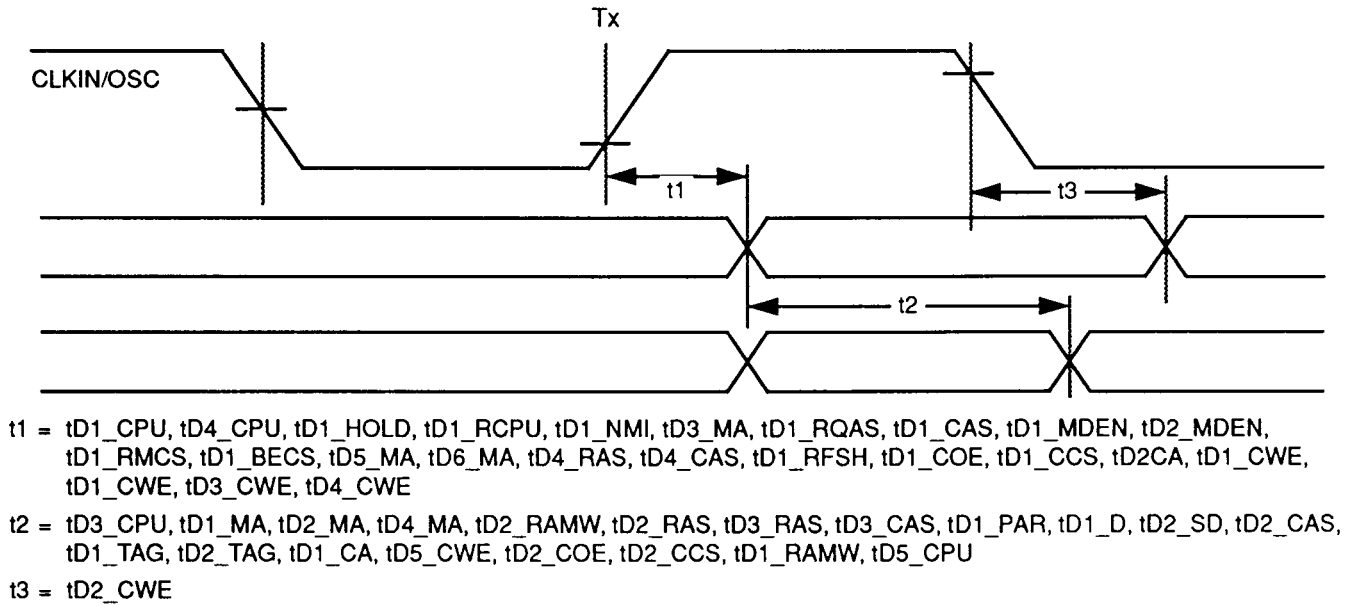 Tx
CLKIN/OSC
t1
t3
t2
t1 = tD1_CPU, tD4_CPU, tD1_HOLD, tD1_RCPU, tD1_NMI, tD3_MA, tD1_RQAS, tD1_CAS, tD1_MDEN, tD2_MDEN,
tD1_RMCS, tD1_BECS, tD5_MA, tD6_MA, tD4_RAS, tD4_CAS, tD1_RFSH, tD1_COE, tD1_CCS, tD2CA, tD1_CWE,
tD1_CWE, tD3_CWE, tD4_CWE
t2 = tD3_CPU, tD1_MA, tD2_MA, tD4_MA, tD2_RAMW, tD2_RAS, tD3_RAS, tD3_CAS, tD1_PAR, tD1_D, tD2_SD, tD2_CAS,
tD1_TAG, tD2_TAG, tD1_CA, tD5_CWE, tD2_COE, tD2_CCS, tD1_RAMW, tD5_CPU
t3 = tD2_CWE